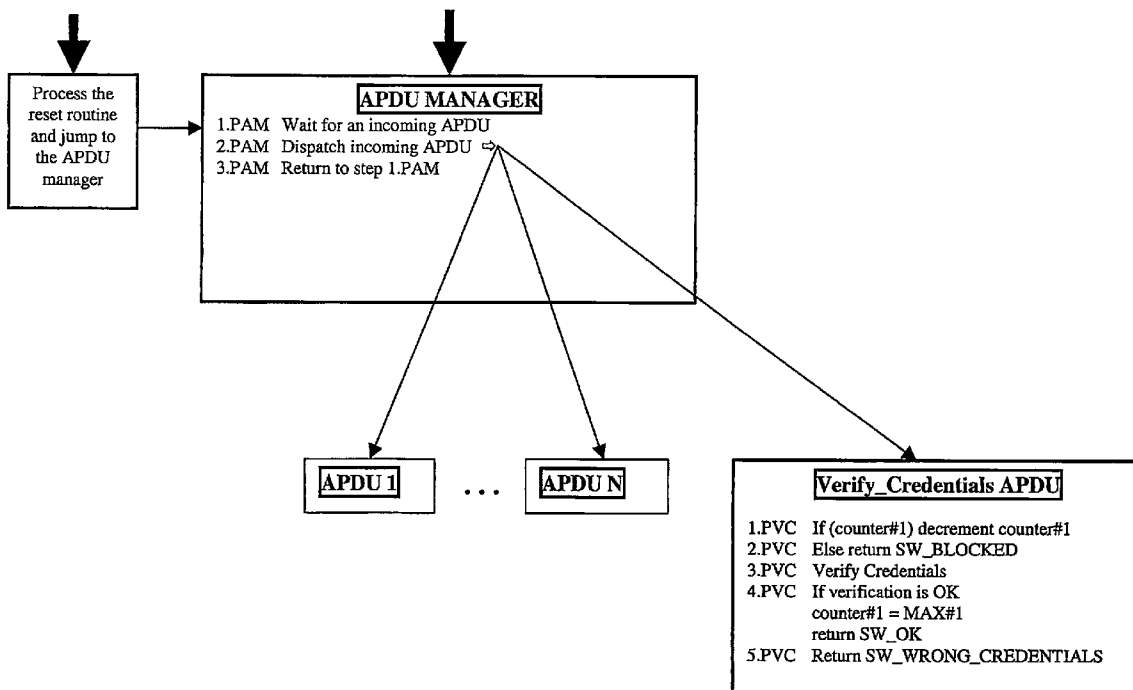 Process the
reset routine
and jump to
the APDU
manager
APDU MANAGER
1.PAM Wait for an incoming APDU
2.PAM Dispatch incoming APDU ⇨
3.PAM Return to step 1.PAM
APDU 1 ... APDU N
Verify_Credentials APDU
1.PVC If (counter#1) decrement counter#1
2.PVC Else return SW_BLOCKED
3.PVC Verify Credentials
4.PVC If verification is OK
counter#1 = MAX#1
return SW_OK
5.PVC Return SW_WRONG_CREDENTIALS